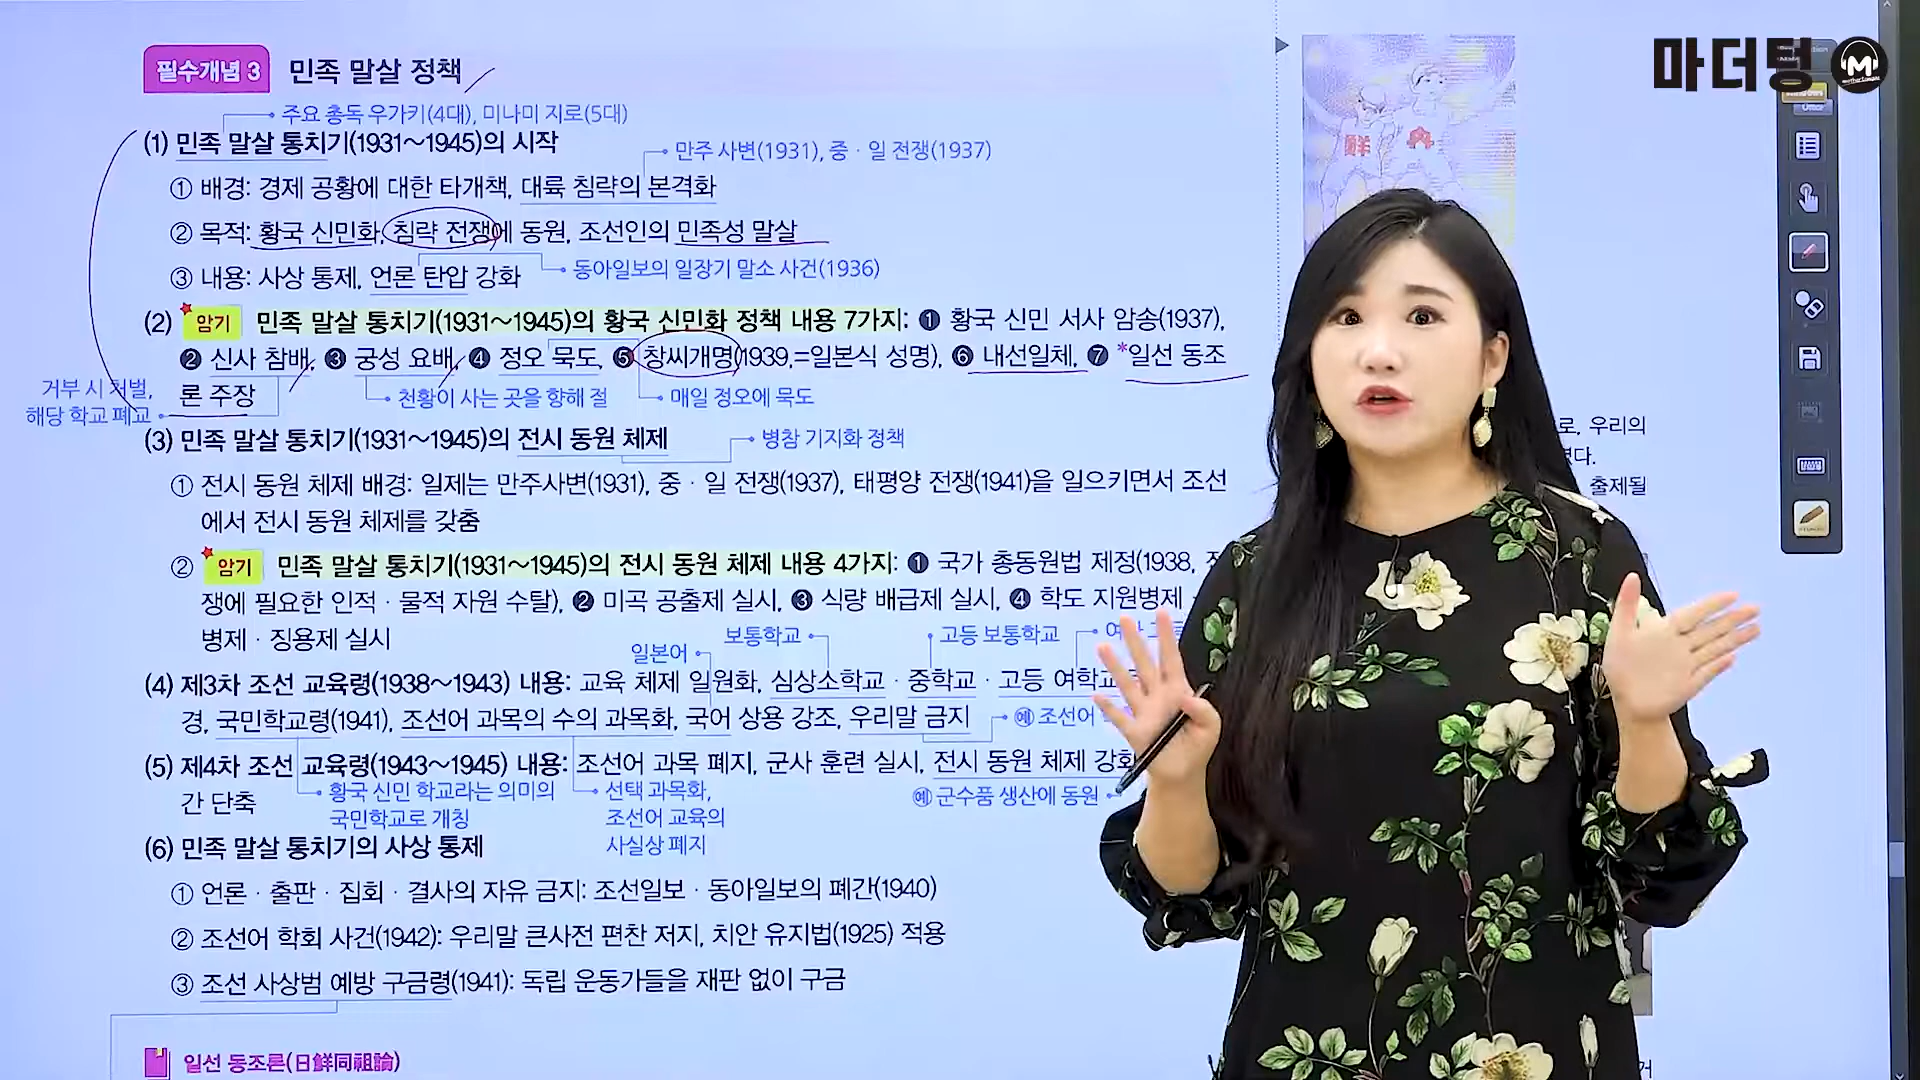 마더텅
필수개념 3 민족 말살 정책
주요 총독 우가키(4대), 미나미 지로(5대)
(1) 민족 말살 통치기(1931~1945)의 시작
만주 사변(1931), 중·일 전쟁(1937)
① 배경: 경제 공황에 대한 타개책, 대륙 침략의 본격화
② 목적: 황국 신민화, 침략 전쟁에 동원, 조선인의 민족성 말살
동아일보의 일장기 말소 사건(1936)
③ 내용: 사상 통제, 언론 탄압 강화
(2) 암기 민족 말살 통치기(1931~1945)의 황국 신민화 정책 내용 7가지: ❶ 황국 신민 서사 암송(1937),
❷ 신사 참배, ❸ 궁성 요배, ❹ 정오 묵도, ❺ 창씨개명(1939,=일본식 성명), ❻ 내선일체, ❼ *일선 동조
론 주장
거부 시 처벌,
해당 학교 폐교
천황이 사는 곳을 향해 절
매일 정오에 묵도
(3) 민족 말살 통치기(1931~1945)의 전시 동원 체제
병참 기지화 정책
① 전시 동원 체제 배경: 일제는 만주사변(1931), 중·일 전쟁(1937), 태평양 전쟁(1941)을 일으키면서 조선
에서 전시 동원 체제를 갖춤
② 암기 민족 말살 통치기(1931~1945)의 전시 동원 체제 내용 4가지: ❶ 국가 총동원법 제정(1938,
쟁에 필요한 인적·물적 자원 수탈), ❷ 미곡 공출제 실시, ❸ 식량 배급제 실시, ❹ 학도 지원병제
병제·징용제 실시
일본어
보통학교
고등 보통학교
(4) 제3차 조선 교육령(1938~1943) 내용: 교육 체제 일원화, 심상소학교·중학교·고등 여학교
경, 국민학교령(1941), 조선어 과목의 수의 과목화, 국어 상용 강조, 우리말 금지
예 조선어
(5) 제4차 조선 교육령(1943~1945) 내용: 조선어 과목 폐지, 군사 훈련 실시, 전시 동원 체제 강화
간 단축
황국 신민 학교라는 의미의
국민학교로 개칭
선택 과목화,
조선어 교육의
사실상 폐지
예 군수품 생산에 동원
(6) 민족 말살 통치기의 사상 통제
① 언론·출판·집회·결사의 자유 금지: 조선일보·동아일보의 폐간(1940)
② 조선어 학회 사건(1942): 우리말 큰사전 편찬 저지, 치안 유지법(1925) 적용
③ 조선 사상범 예방 구금령(1941): 독립 운동가들을 재판 없이 구금
일선 동조론(日鮮同祖論)
로, 우리의
출제될